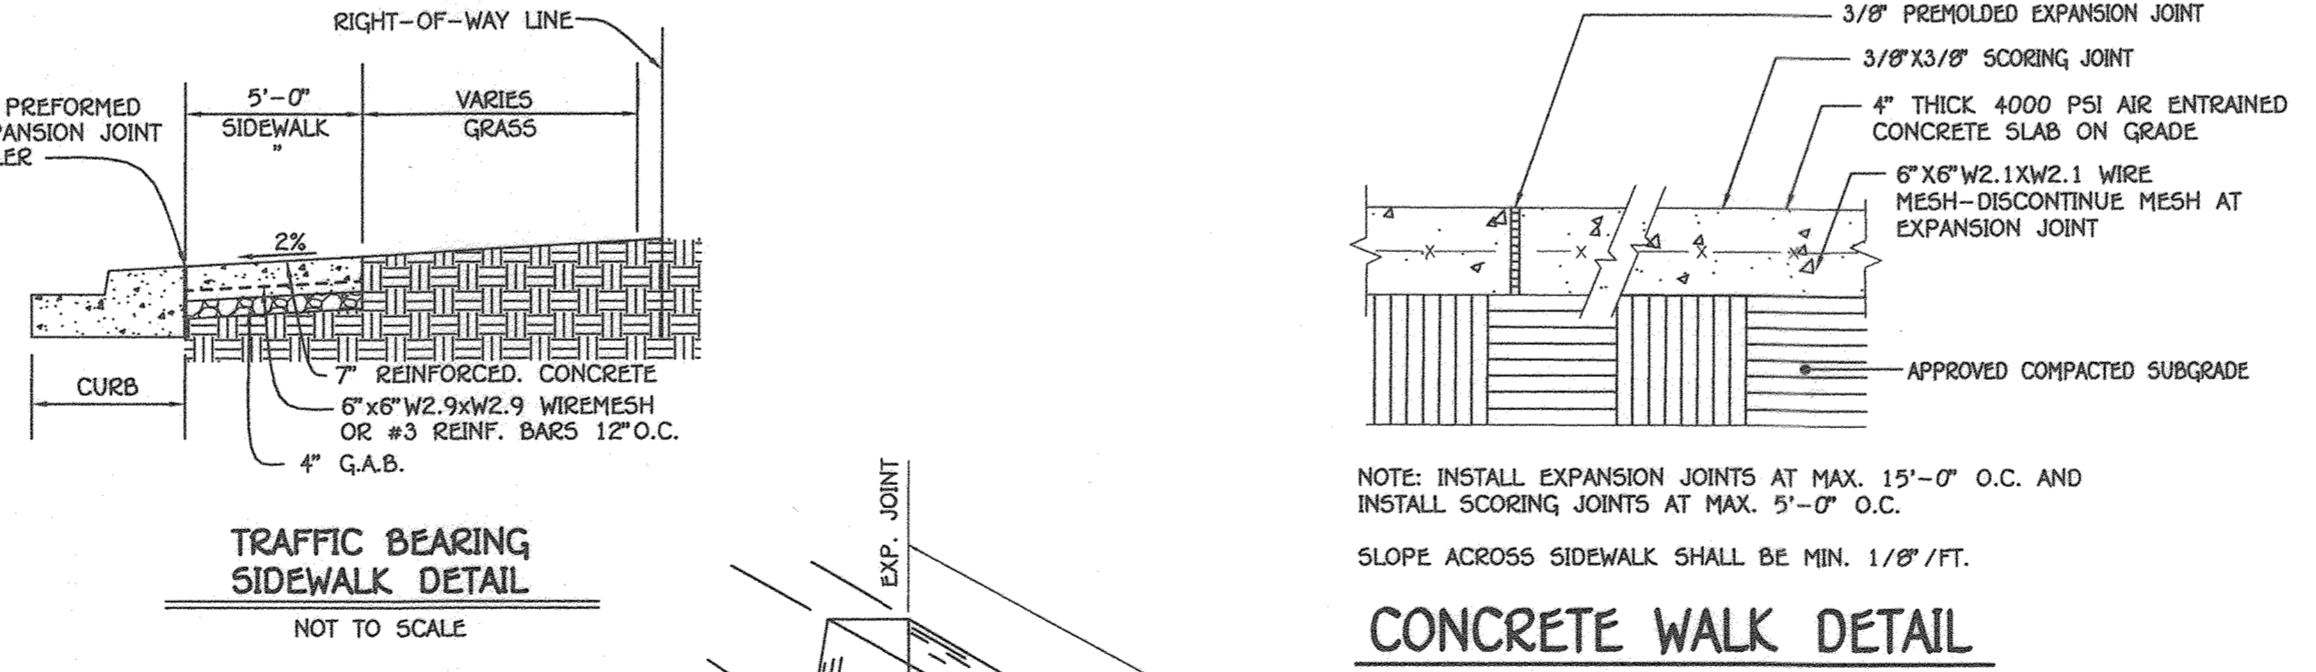 RIGHT-OF-WAY LINE
PREFORMED
PANSION JOINT
LER
5'-0"
SIDEWALK
"
VARIES
GRASS
2%
CURB
7" REINFORCED. CONCRETE
6"x6"W2.9xW2.9 WIREMESH
OR #3 REINF. BARS 12"O.C.
4" G.A.B.
TRAFFIC BEARING
SIDEWALK DETAIL
NOT TO SCALE
EXP. JOINT
3/8" PREMOLDED EXPANSION JOINT
3/8"X3/8" SCORING JOINT
4" THICK 4000 PSI AIR ENTRAINED
CONCRETE SLAB ON GRADE
6"X6"W2.1XW2.1 WIRE
MESH-DISCONTINUE MESH AT
EXPANSION JOINT
APPROVED COMPACTED SUBGRADE
NOTE: INSTALL EXPANSION JOINTS AT MAX. 15'-0" O.C. AND
INSTALL SCORING JOINTS AT MAX. 5'-0" O.C.
SLOPE ACROSS SIDEWALK SHALL BE MIN. 1/8"/FT.
CONCRETE WALK DETAIL